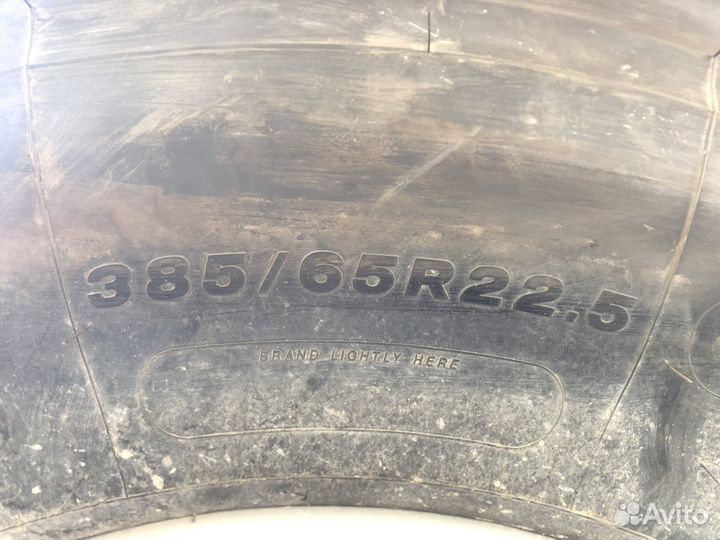 385/65R22.5
BRAND LIGHTLY HERE
Avito